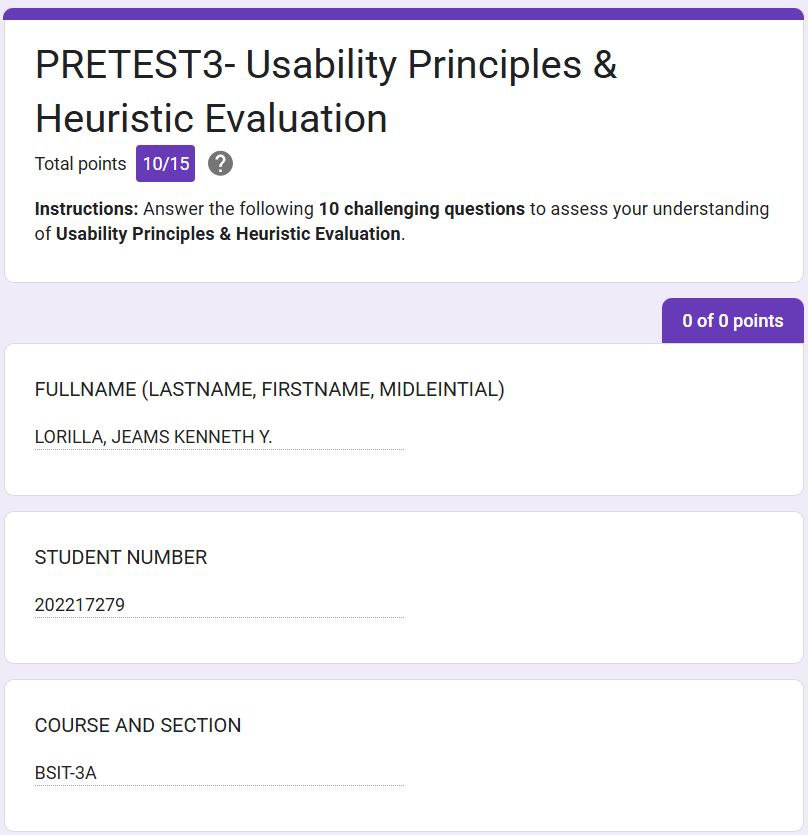 PRETEST3- Usability Principles &
Heuristic Evaluation
Total points 10/15 ?
Instructions: Answer the following 10 challenging questions to assess your understanding
of Usability Principles & Heuristic Evaluation.
0 of 0 points
FULLNAME (LASTNAME, FIRSTNAME, MIDLEINTIAL)
LORILLA, JEAMS KENNETH Y.
STUDENT NUMBER
202217279
COURSE AND SECTION
BSIT-3A